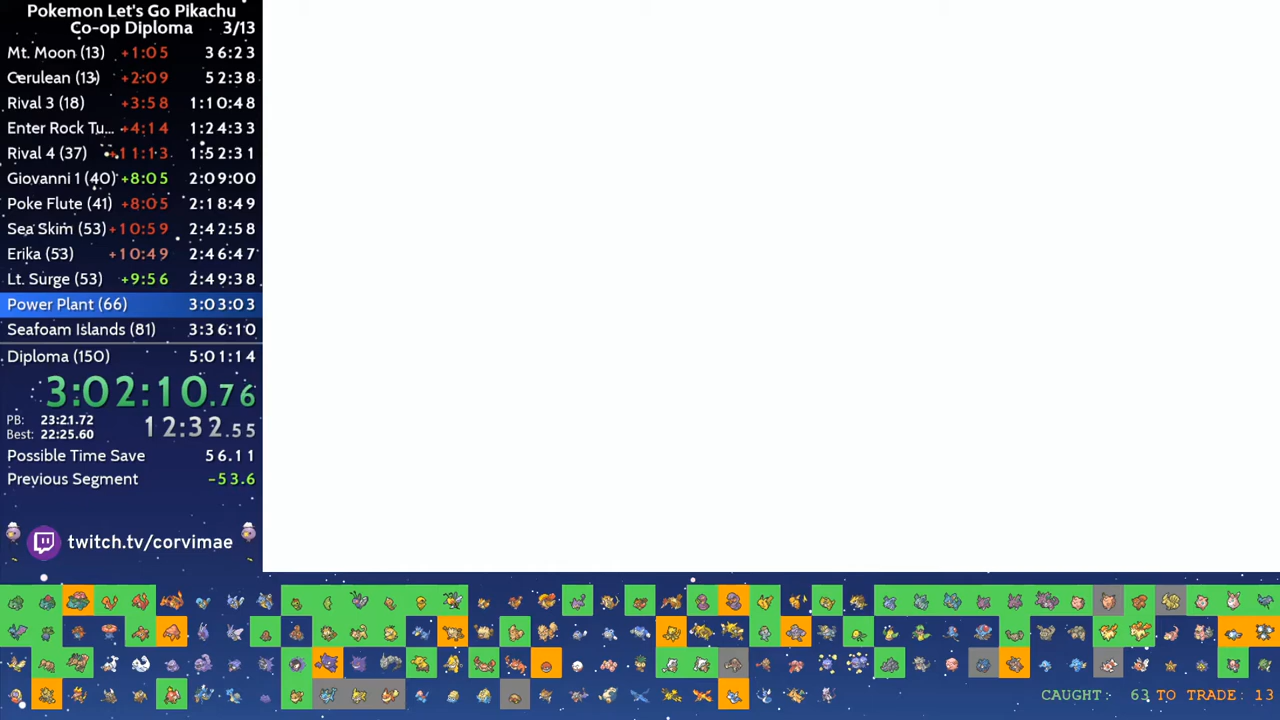 Pokemon Let's Go Pikachu
Co-op Diploma 3/13
Mt. Moon (13) +1:05 36:23
Cerulean (13) +2:09 52:38
Rival 3 (18) +3:58 1:10:48
Enter Rock Tu... +4:14 1:24:33
Rival 4 (37) +11:13 1:52:31
Giovanni 1 (40) +8:05 2:09:00
Poke Flute (41) +8:05 2:18:49
Sea Skim (53) +10:59 2:42:58
Erika (53) +10:49 2:46:47
Lt. Surge (53) +9:56 2:49:38
Power Plant (66) 3:03:03
Seafoam Islands (81) 3:36:10
Diploma (150) 5:01:14
3:02:10.76
PB: 23:21.72
Best: 22:25.60
12:32.55
Possible Time Save 56.11
Previous Segment -53.6
twitch.tv/corvimae
CAUGHT: 63 TO TRADE: 13